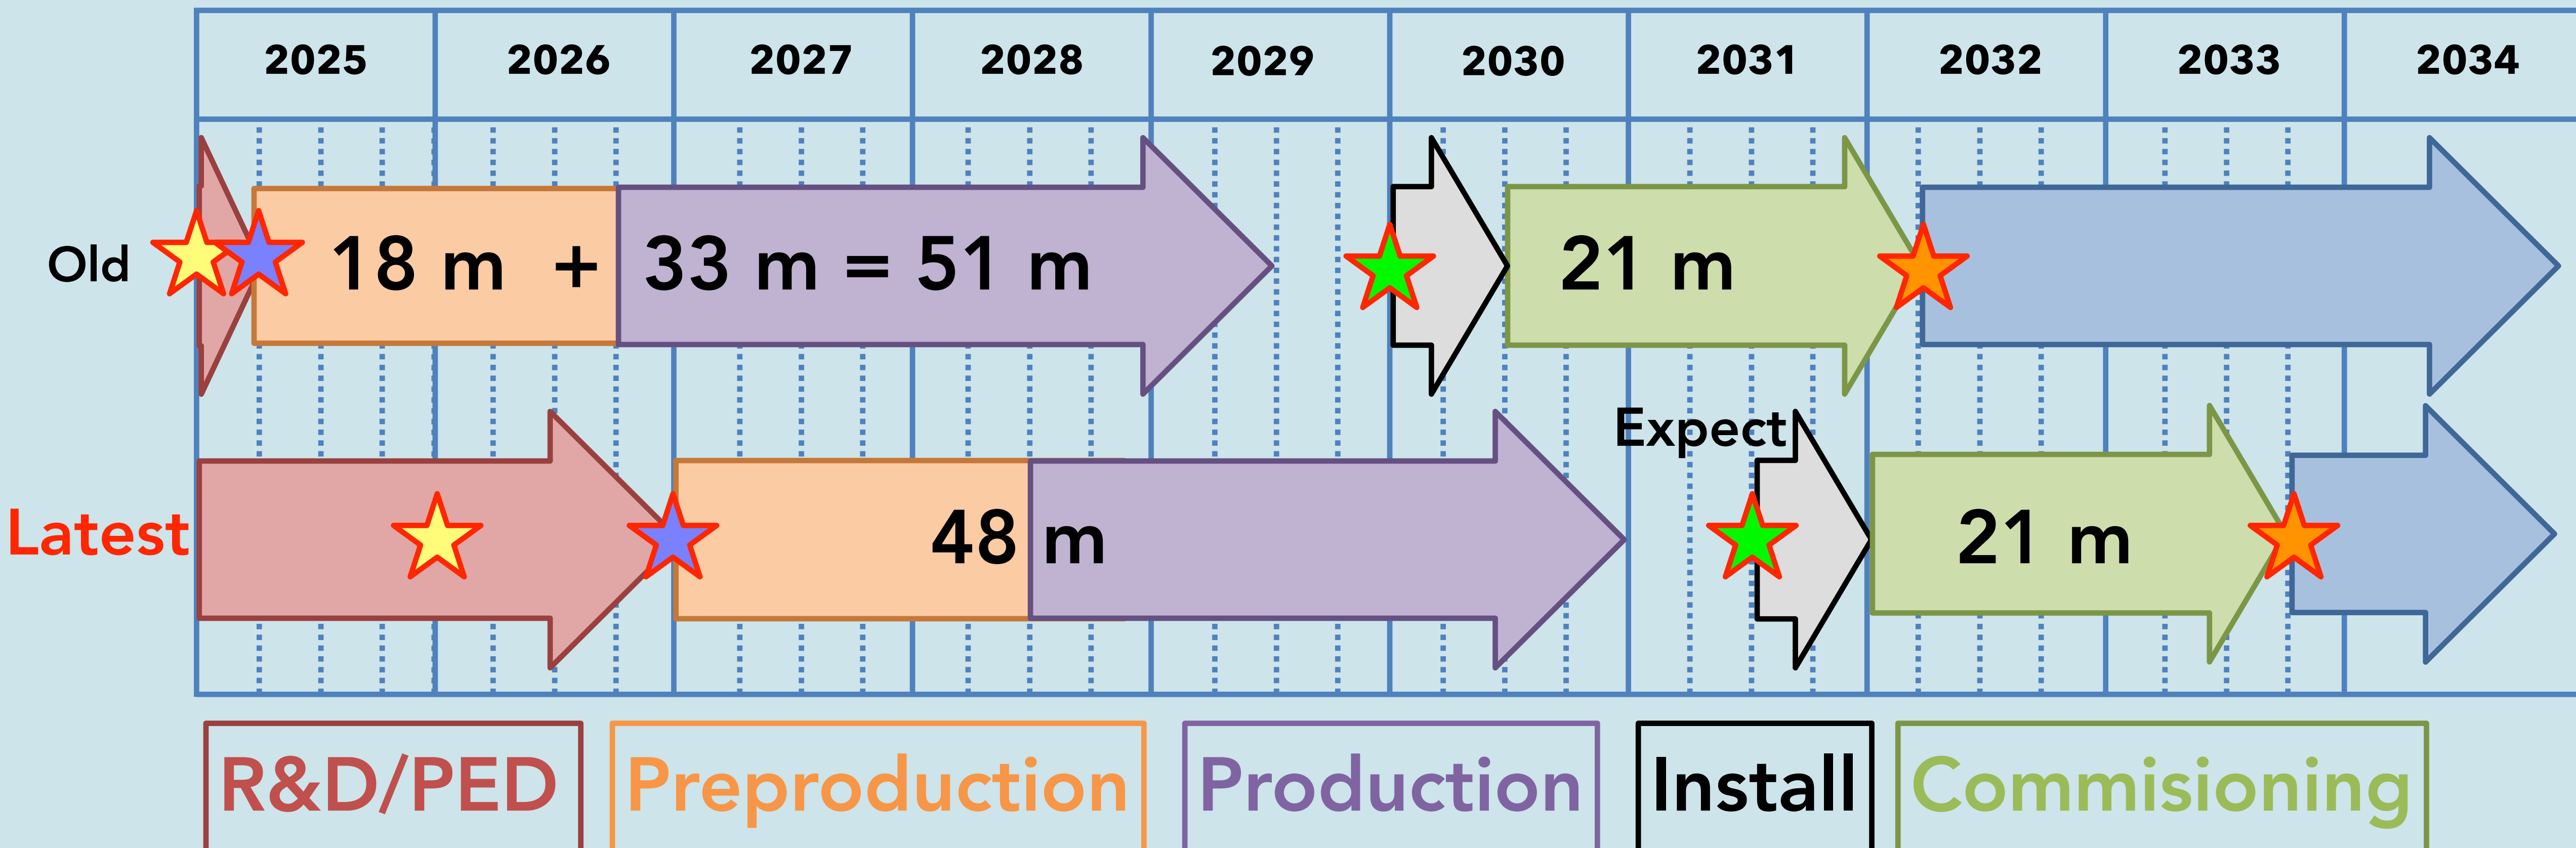 2025 2026 2027 2028 2029 2030 2031 2032 2033 2034
Old 18 m + 33 m = 51 m 21 m
Expect
Latest 48 m 21 m
R&D/PED Preproduction Production Install Commisioning